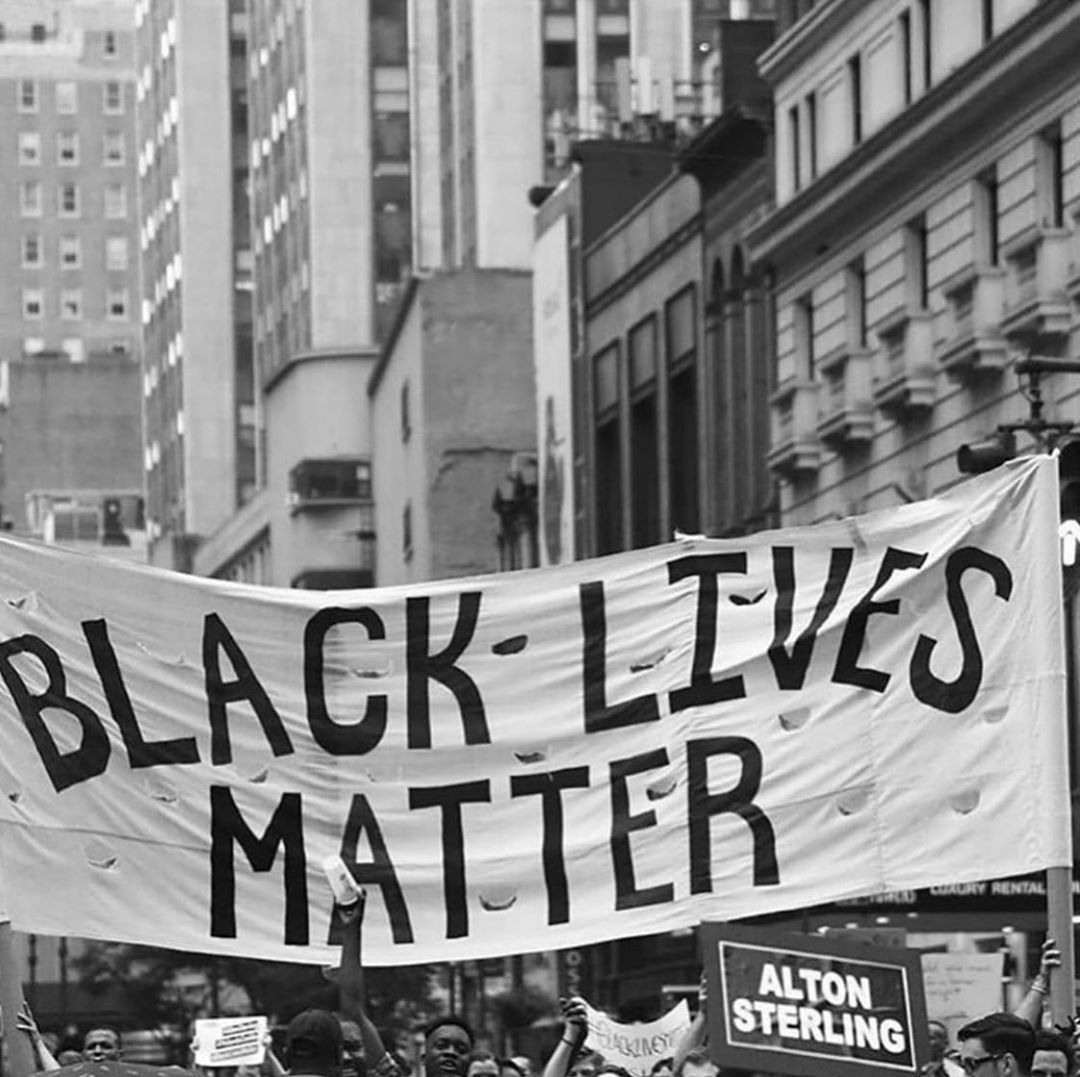 BLACK LIVES
MATTER
LUXURY RENTAL
ALTON
STERLING